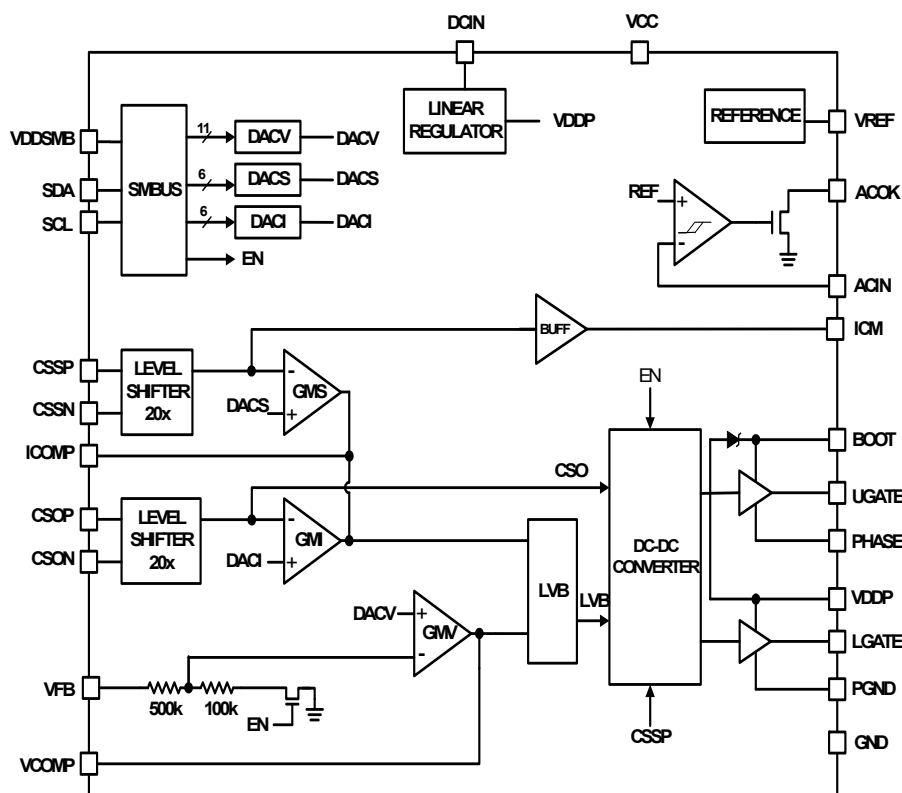 DCIN
VCC
LINEAR
REGULATOR
VDDP
REFERENCE
VREF
VDDSMB
SDA
SCL
SMBUS
11
DACV
DACV
6
DACS
DACS
6
DACI
DACI
EN
REF
+
-
ACOK
ACIN
BUFF
ICM
CSSP
CSSN
LEVEL
SHIFTER
20x
-
GMS
DACS
+
ICOMP
EN
BOOT
UGATE
PHASE
CSO
CSOP
CSON
LEVEL
SHIFTER
20x
-
GMI
DACI
+
LVB
LVB
DC-DC
CONVERTER
VDDP
LGATE
PGND
DACV
+
GMV
-
VFB
500k
100k
EN
CSSP
GND
VCOMP